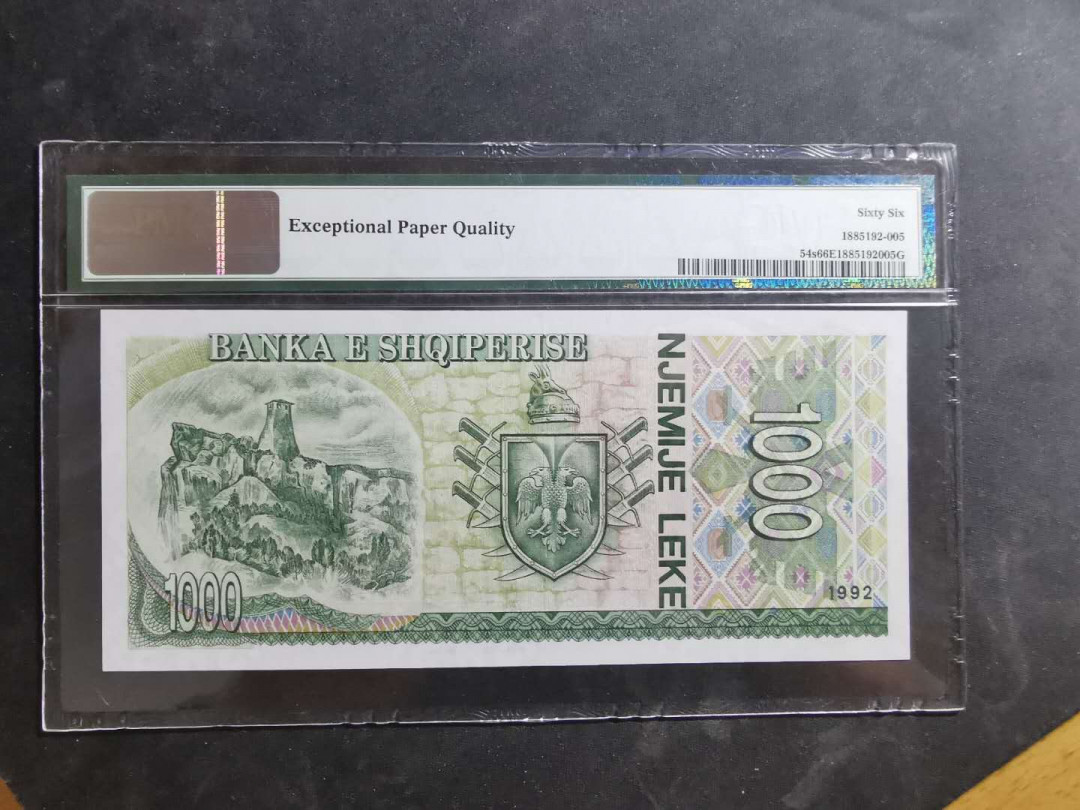 Exceptional Paper Quality
Sixty Six
1885192-005
54s66E1885192005G
BANKA E SHQIPERISE
NJEMIJE LEKE
1000
1000
1992